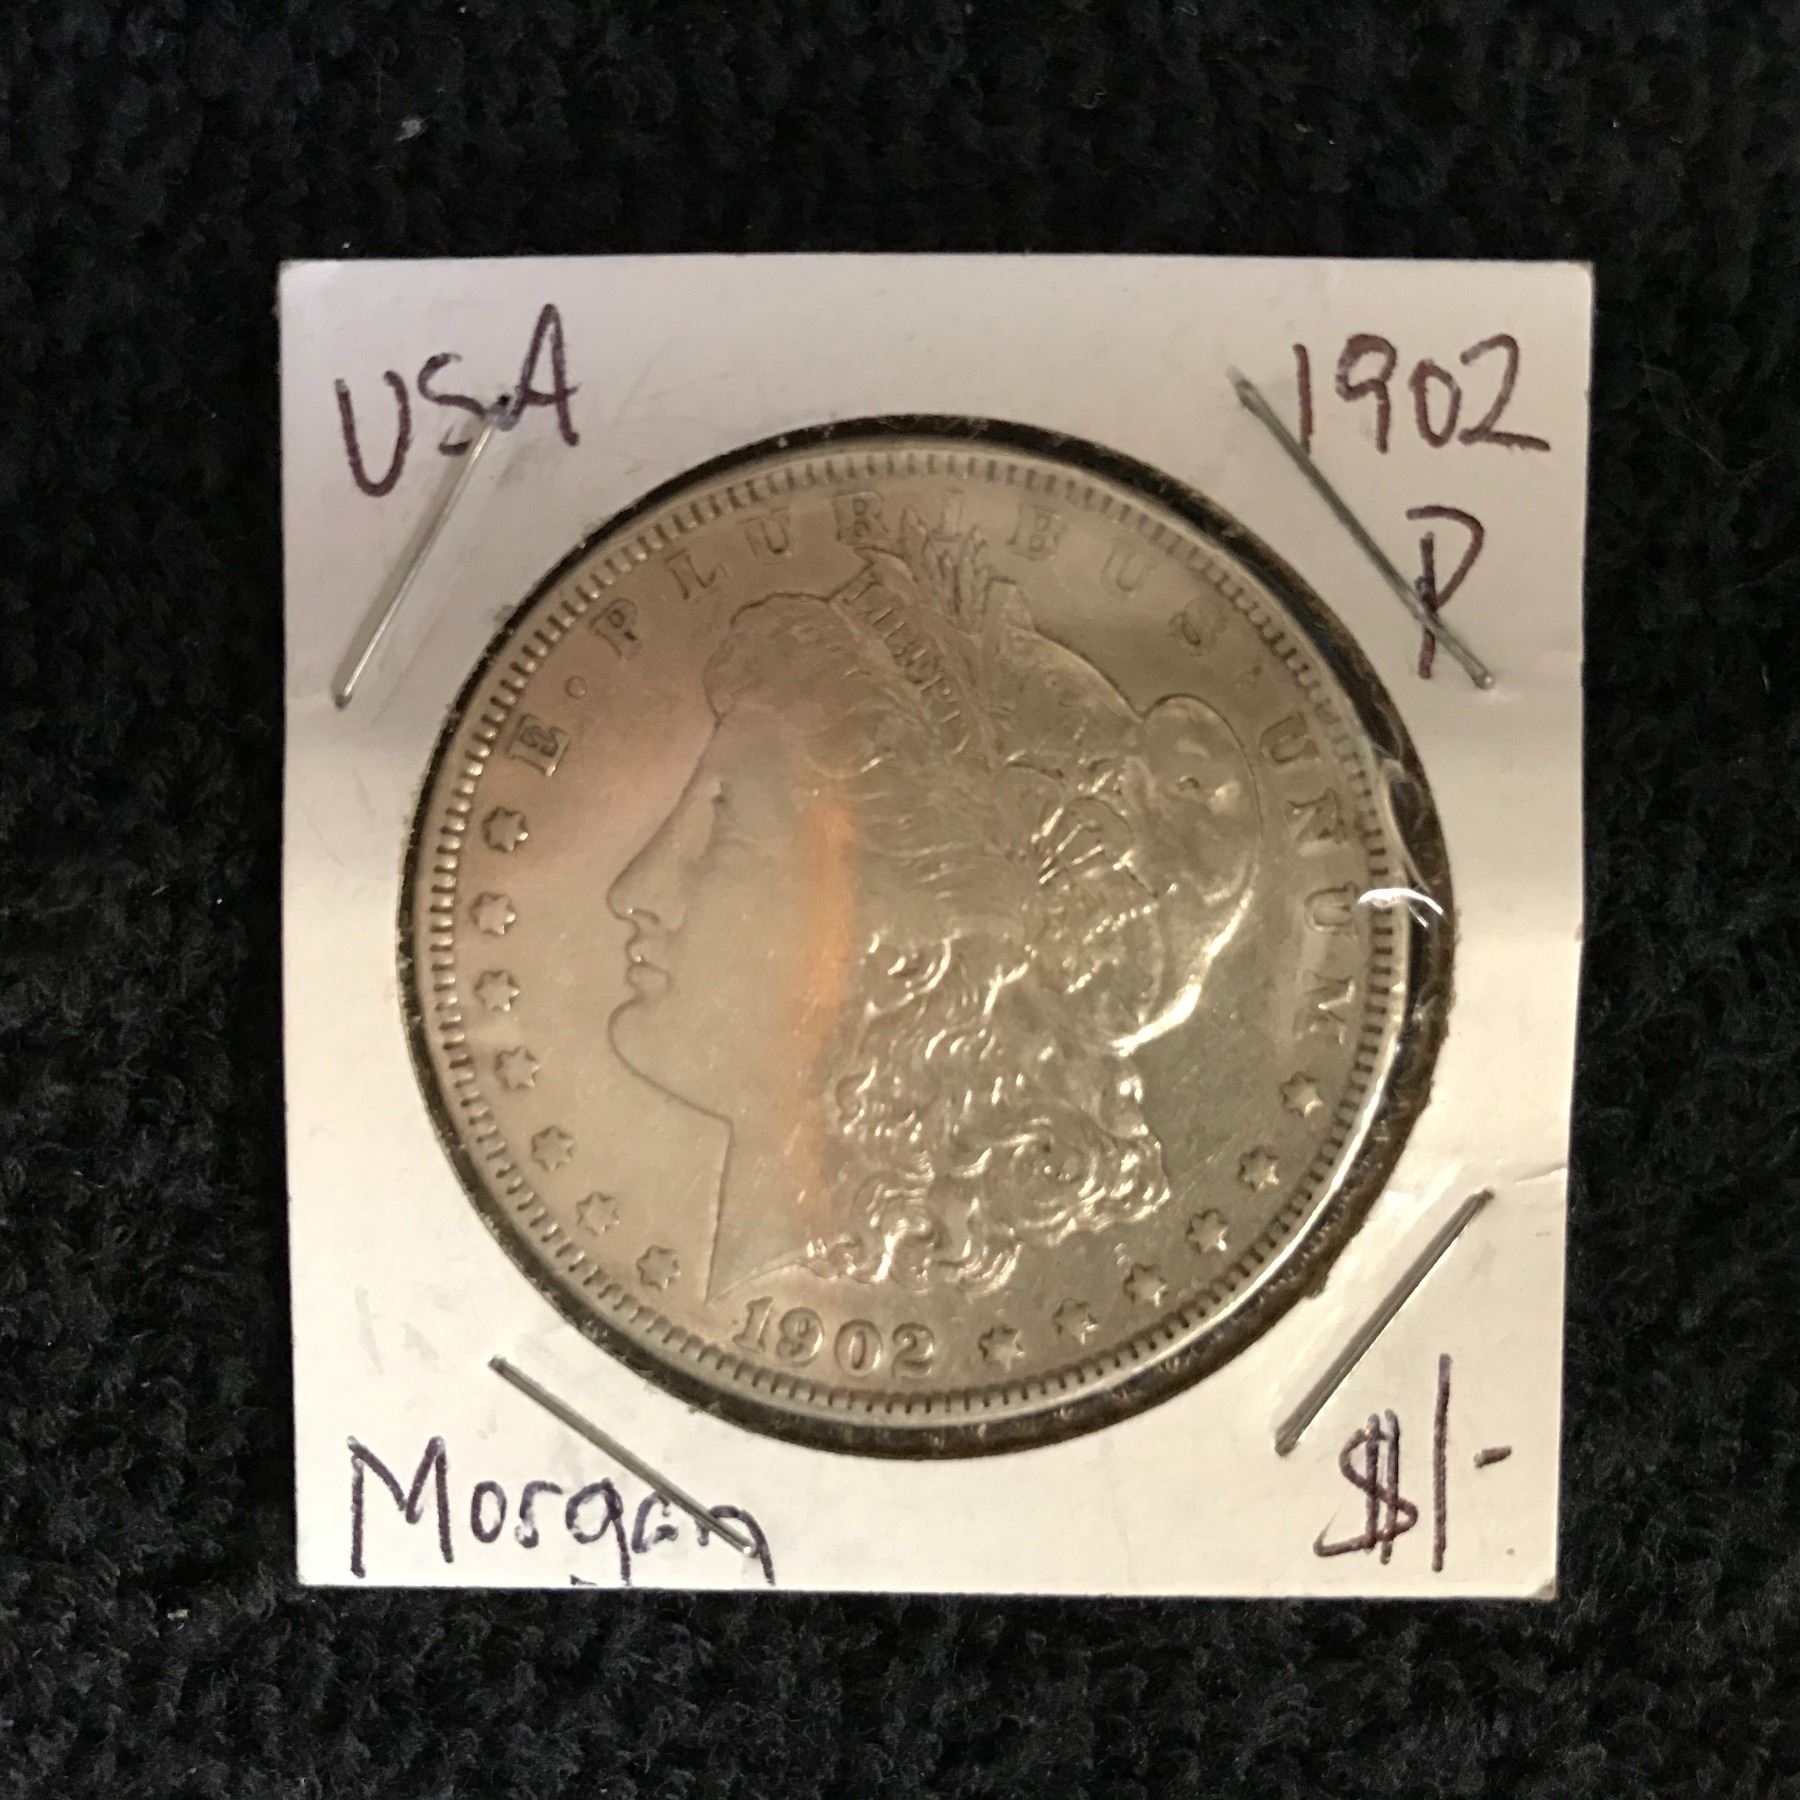 USA
1902
P
E · PLURIBUS · UNUM
LIBERTY
1902
Morgan
$1-